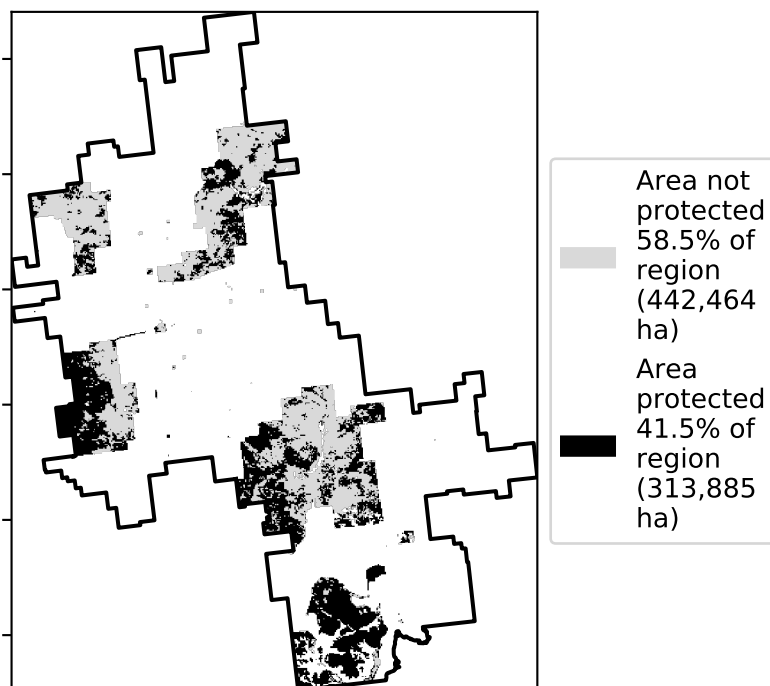 Area not
protected
58.5% of
region
(442,464
ha)
Area
protected
41.5% of
region
(313,885
ha)